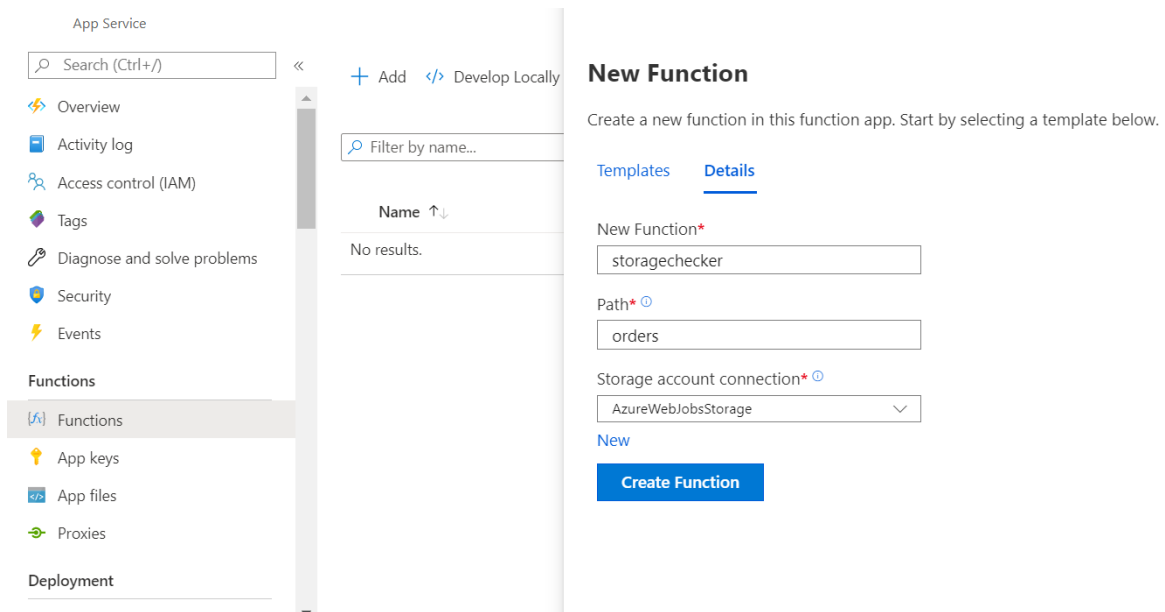 App Service
Search (Ctrl+/)
«
Overview
Activity log
Access control (IAM)
Tags
Diagnose and solve problems
Security
Events
Functions
Functions
App keys
App files
Proxies
Deployment
+ Add </> Develop Locally
Filter by name...
Name ↑↓
No results.
New Function
Create a new function in this function app. Start by selecting a template below.
Templates Details
New Function*
storagechecker
Path*
orders
Storage account connection*
AzureWebJobsStorage
New
Create Function